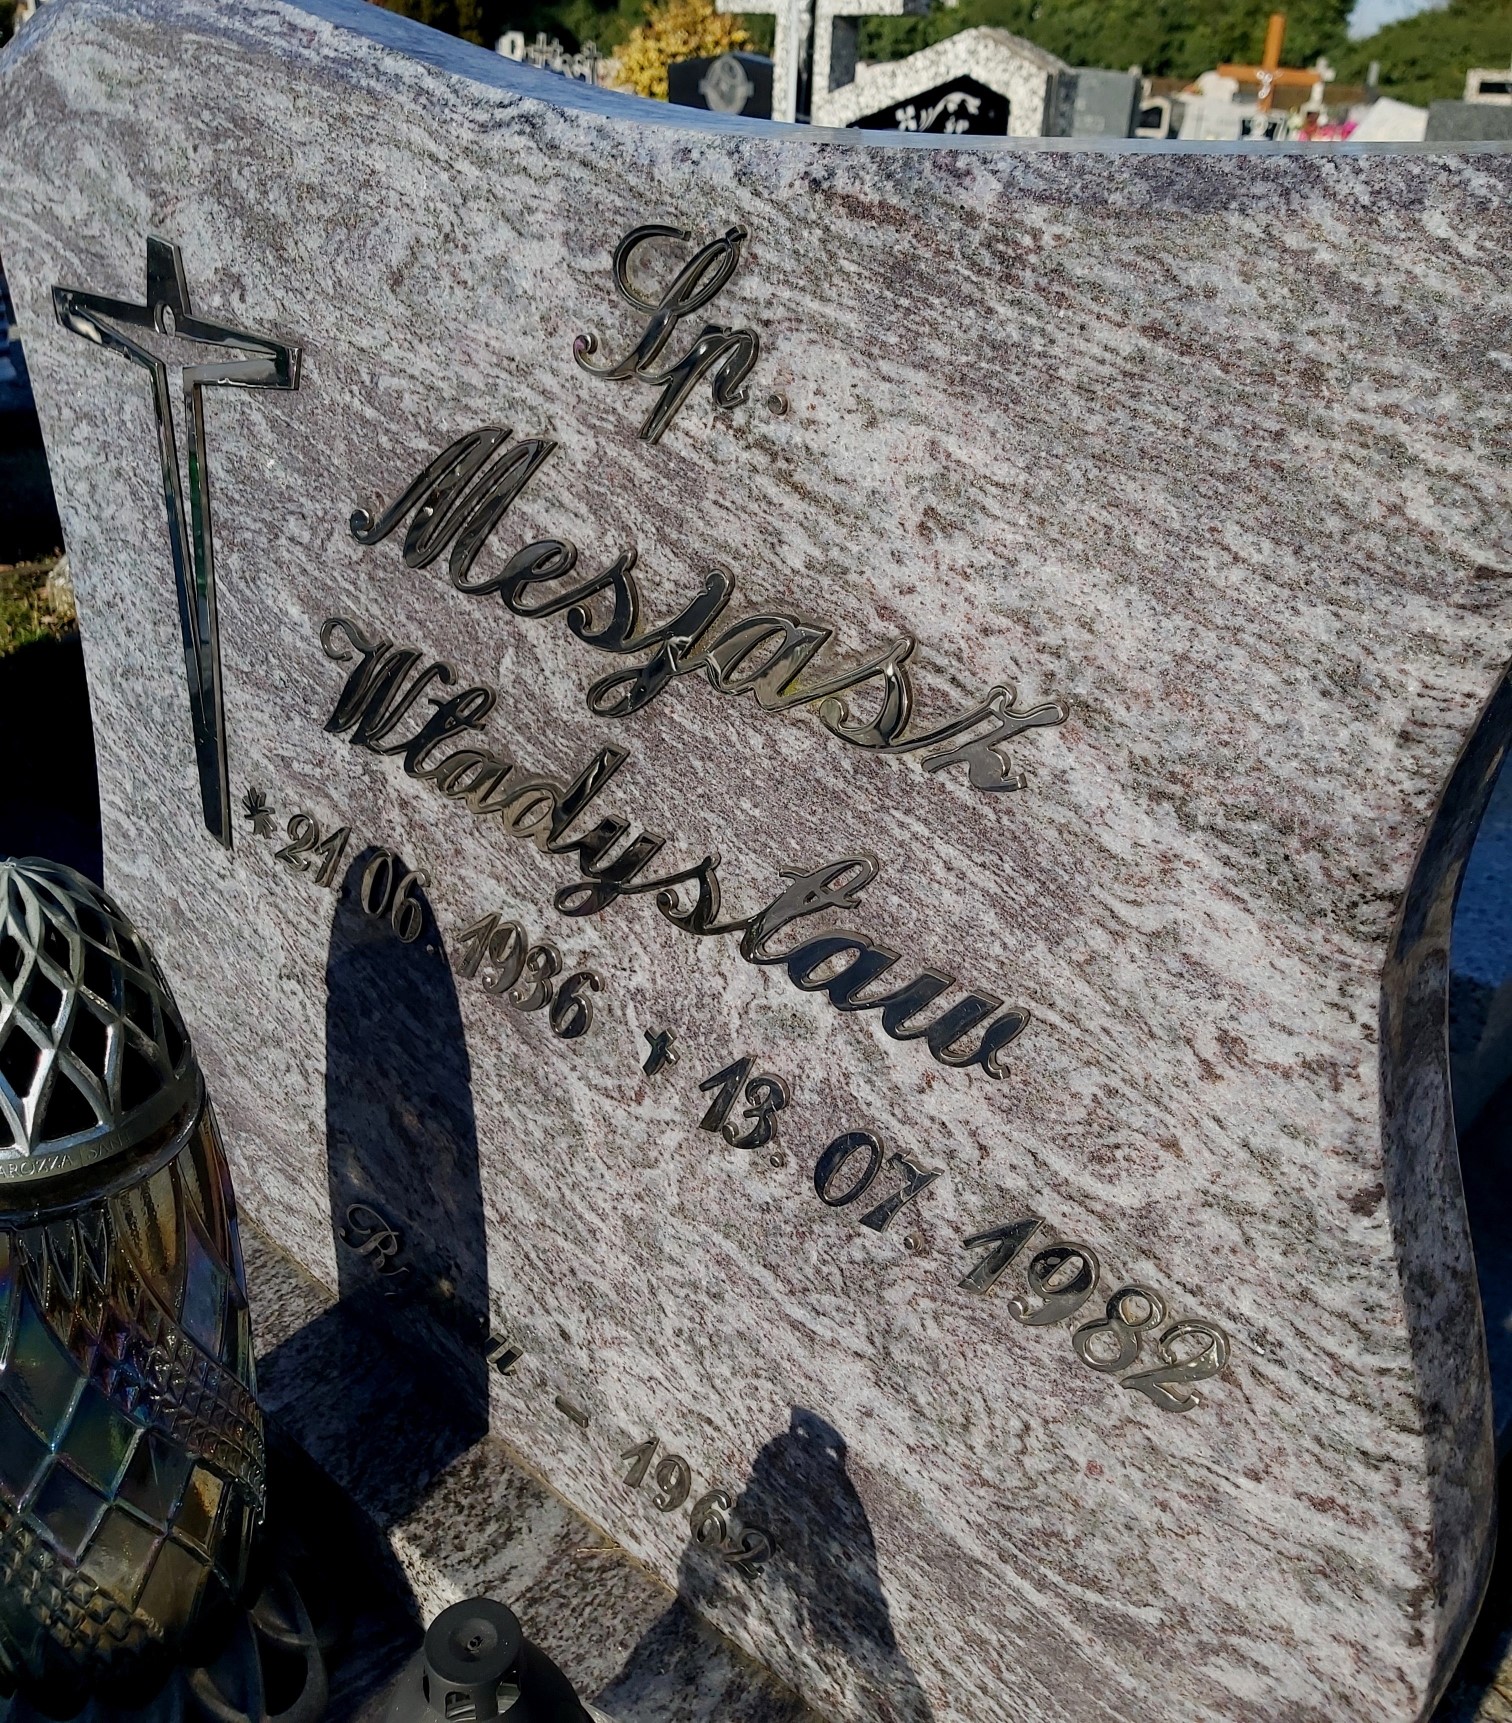 Śp.
Mesjasz
Władysław
* 21 06 1936 ✝ 13. 07. 1982
- 1962